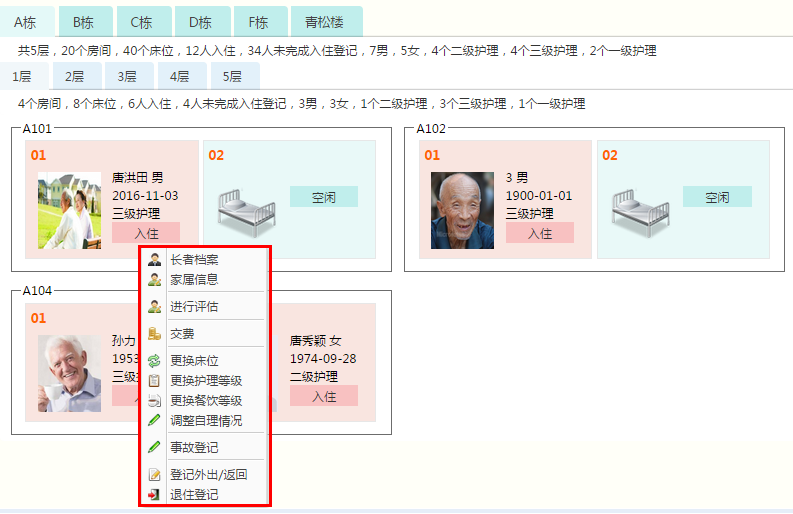 A栋 B栋 C栋 D栋 F栋 青松楼
共5层，20个房间，40个床位，12人入住，34人未完成入住登记，7男，5女，4个二级护理，4个三级护理，2个一级护理
1层 2层 3层 4层 5层
4个房间，8个床位，6人入住，4人未完成入住登记，3男，3女，1个二级护理，3个三级护理，1个一级护理
A101
01
唐洪田 男
2016-11-03
三级护理
入住
02
空闲
A102
01
3 男
1900-01-01
三级护理
入住
02
空闲
A104
01
孙力
1953
三级
唐秀颖 女
1974-09-28
二级护理
入住
长者档案
家属信息
进行评估
交费
更换床位
更换护理等级
更换餐饮等级
调整自理情况
事故登记
登记外出/返回
退住登记